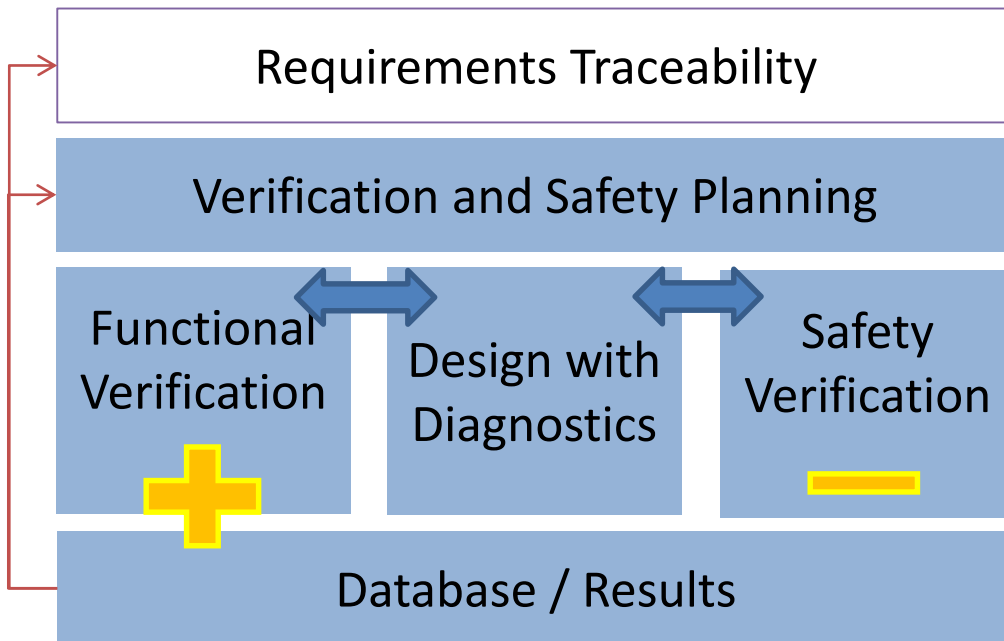 Requirements Traceability
Verification and Safety Planning
Functional
Verification
Design with
Diagnostics
Safety
Verification
Database / Results